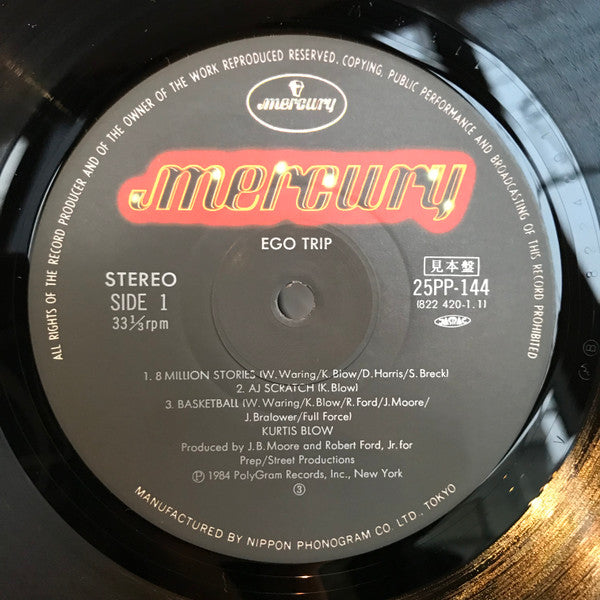 ALL RIGHTS OF THE RECORD PRODUCER AND OF THE OWNER OF THE WORK REPRODUCED RESERVED. COPYING, PUBLIC PERFORMANCE AND BROADCASTING OF THIS RECORD PROHIBITED
mercury
mercury
EGO TRIP
STEREO
SIDE 1
33⅓rpm
見本盤
25PP-144
(822 420-1.1)
1. 8 MILLION STORIES (W. Waring/K. Blow/D. Harris/S. Breck)
2. AJ SCRATCH (K. Blow)
3. BASKETBALL (W. Waring/K. Blow/R. Ford/J. Moore/
J. Bralower/Full Force)
KURTIS BLOW
Produced by J. B. Moore and Robert Ford, Jr. for
Prep/Street Productions
Ⓟ 1984 PolyGram Records, Inc., New York
③
MANUFACTURED BY NIPPON PHONOGRAM CO. LTD., TOKYO